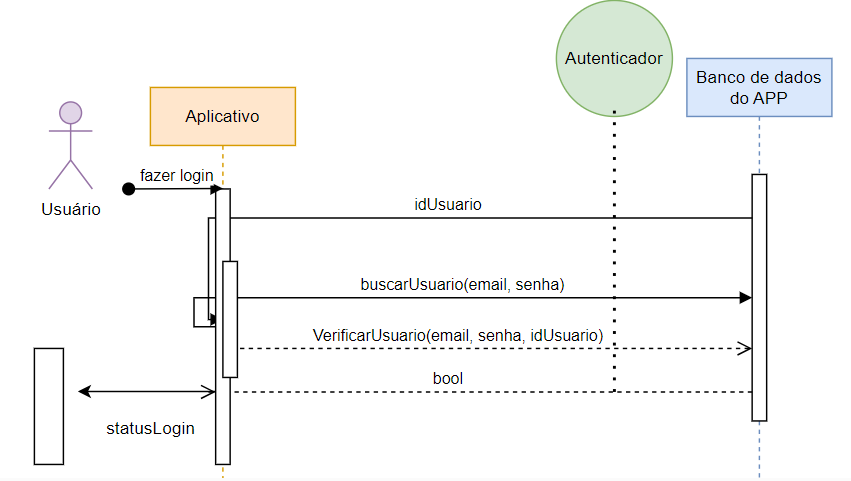 Autenticador
Banco de dados
do APP
Aplicativo
fazer login
Usuário
idUsuario
buscarUsuario(email, senha)
VerificarUsuario(email, senha, idUsuario)
bool
statusLogin